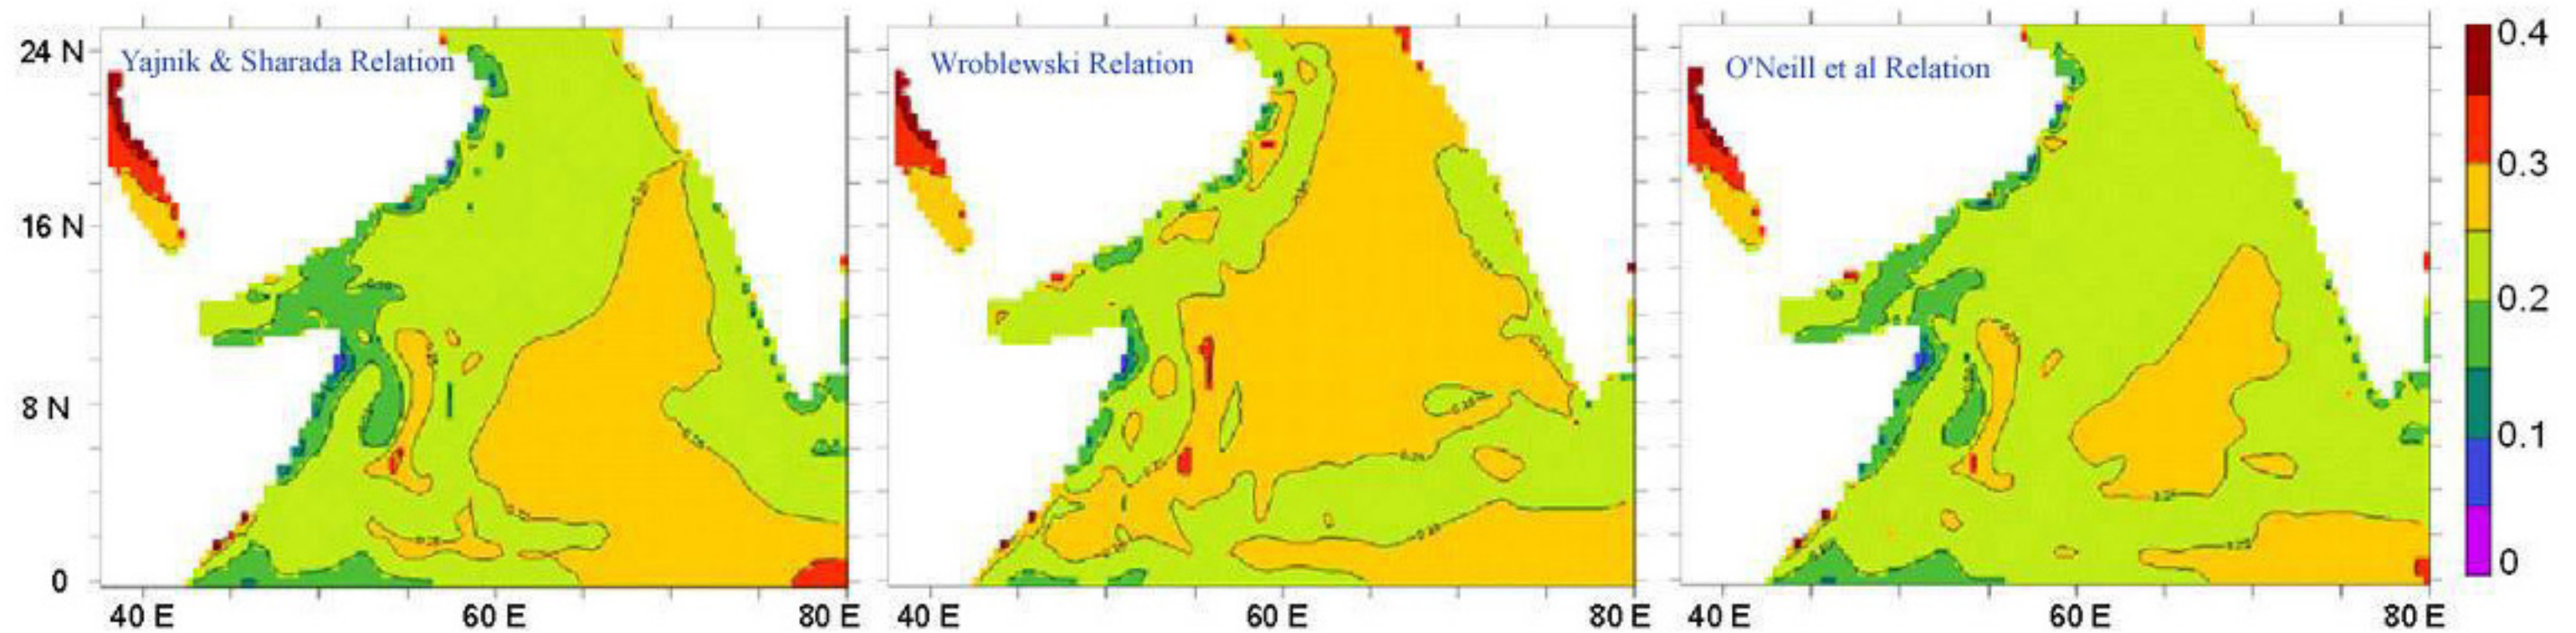 Yajnik & Sharada Relation
Wroblewski Relation
O'Neill et al Relation
24 N
16 N
8 N
0
40 E
60 E
80 E
40 E
60 E
80 E
40 E
60 E
80 E
0.4
0.3
0.2
0.1
0